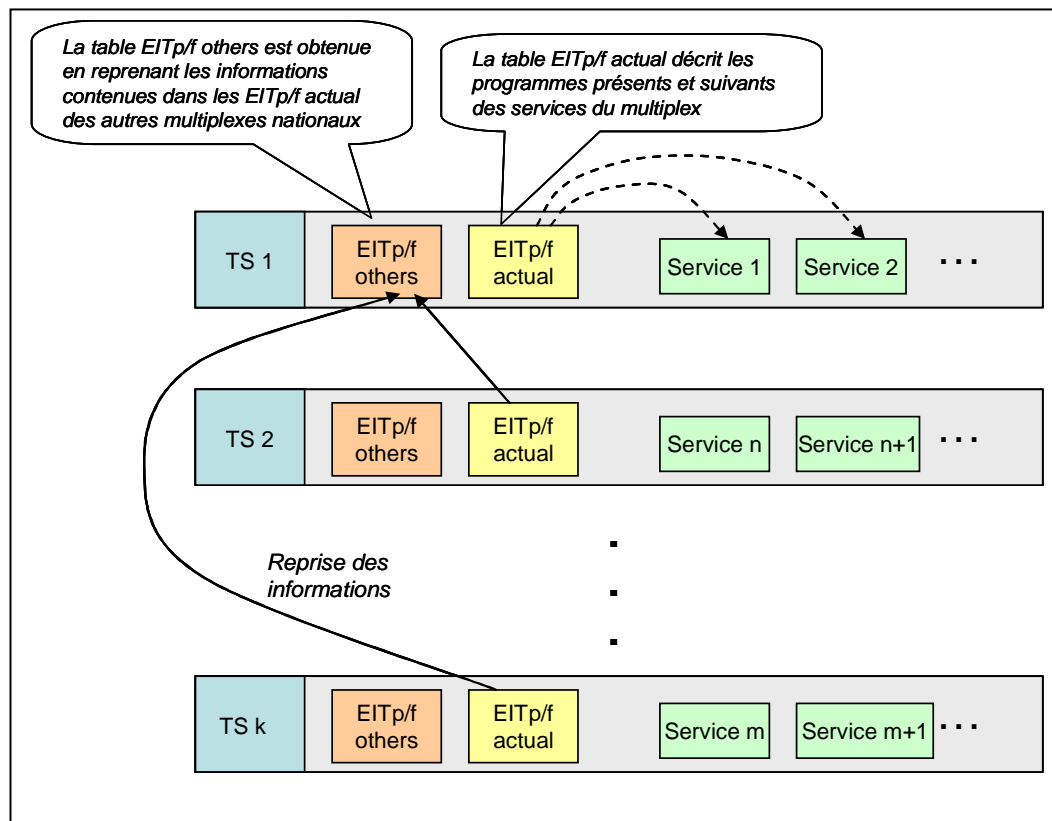 La table EITp/f others est obtenue
en reprenant les informations
contenues dans les EITp/f actual
des autres multiplexes nationaux
La table EITp/f actual décrit les
programmes présents et suivants
des services du multiplex
TS 1
EITp/f
others
EITp/f
actual
Service 1
Service 2
...
TS 2
EITp/f
others
EITp/f
actual
Service n
Service n+1
...
Reprise des
informations
TS k
EITp/f
others
EITp/f
actual
Service m
Service m+1
...